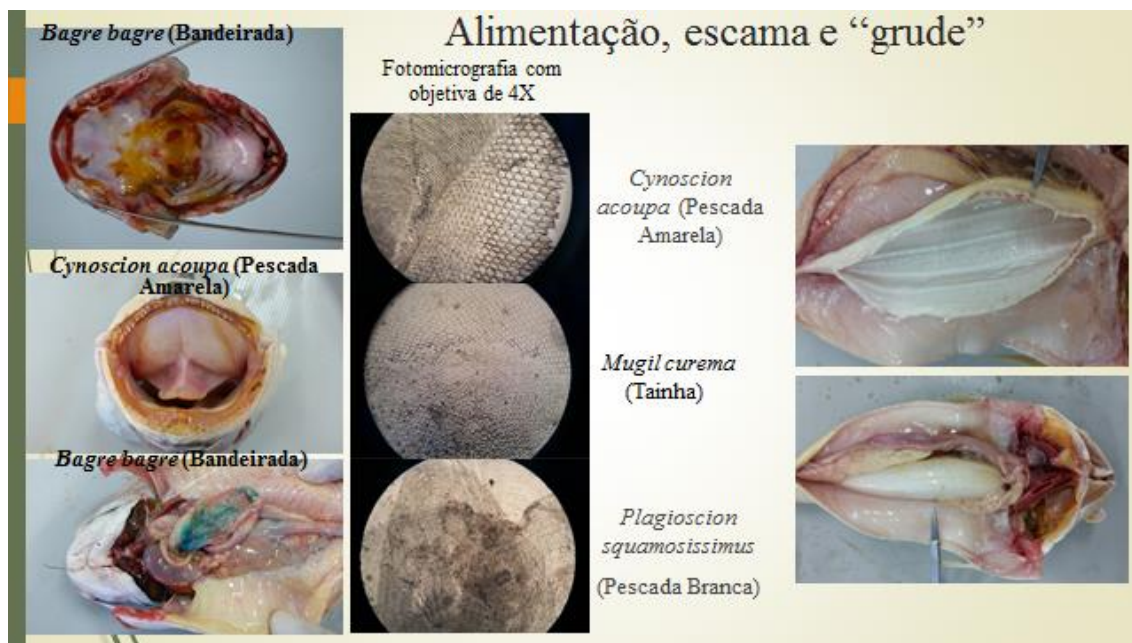 Alimentação, escama e “grude”
Bagre bagre (Bandeirada)
Cynoscion acoupa (Pescada
Amarela)
Bagre bagre (Bandeirada)
Fotomicrografia com
objetiva de 4X
Cynoscion
acoupa (Pescada
Amarela)
Mugil curema
(Tainha)
Plagioscion
squamosissimus
(Pescada Branca)